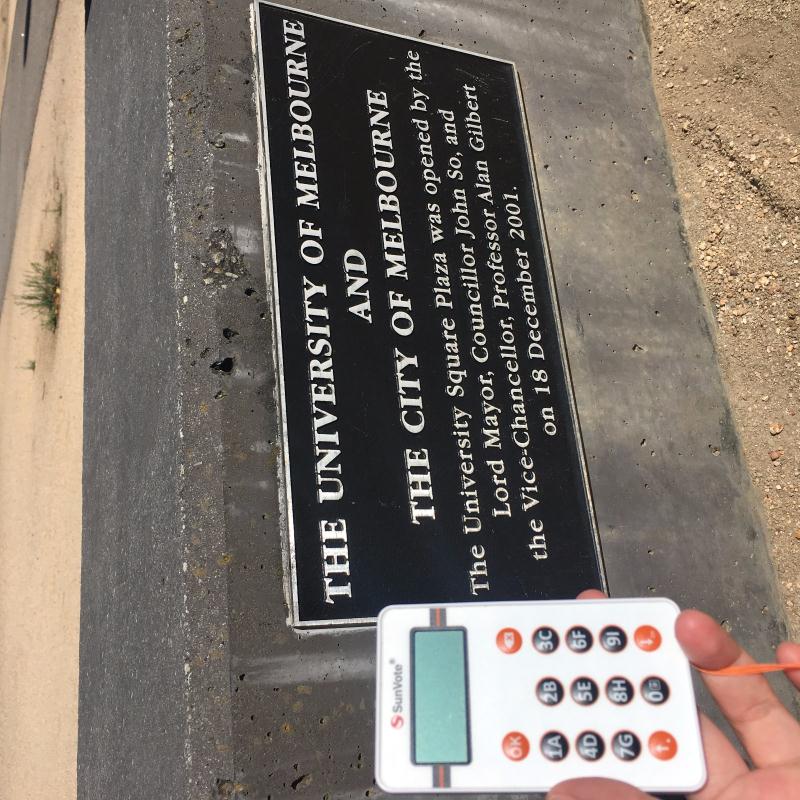 THE UNIVERSITY OF MELBOURNE
AND
THE CITY OF MELBOURNE
The University Square Plaza was opened by the
Lord Mayor, Councillor John So, and
the Vice-Chancellor, Professor Alan Gilbert
on 18 December 2001.
SunVote®
OK
1A 2B 3C
4D 5E 6F
7G 8H 9I
0